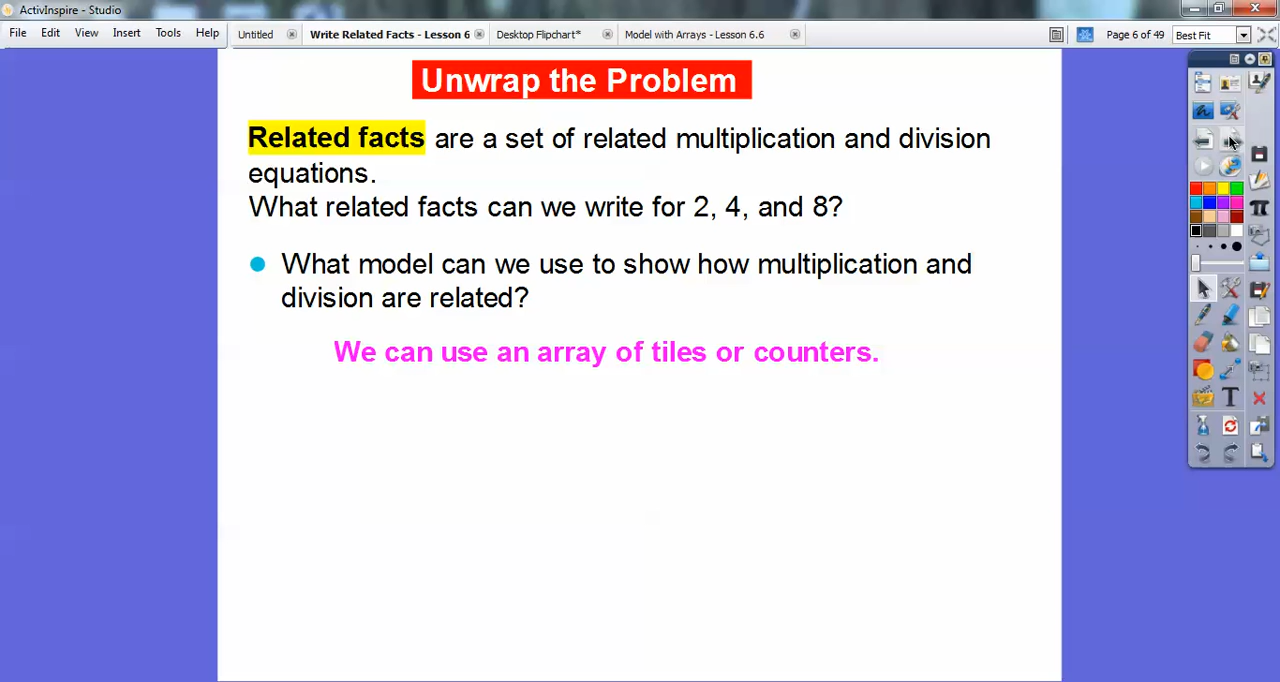 ActivInspire - Studio
File Edit View Insert Tools Help
Untitled Write Related Facts - Lesson 6 Desktop Flipchart* Model with Arrays - Lesson 6.6
Page 6 of 49 Best Fit
Unwrap the Problem
Related facts are a set of related multiplication and division
equations.
What related facts can we write for 2, 4, and 8?
What model can we use to show how multiplication and
division are related?
We can use an array of tiles or counters.